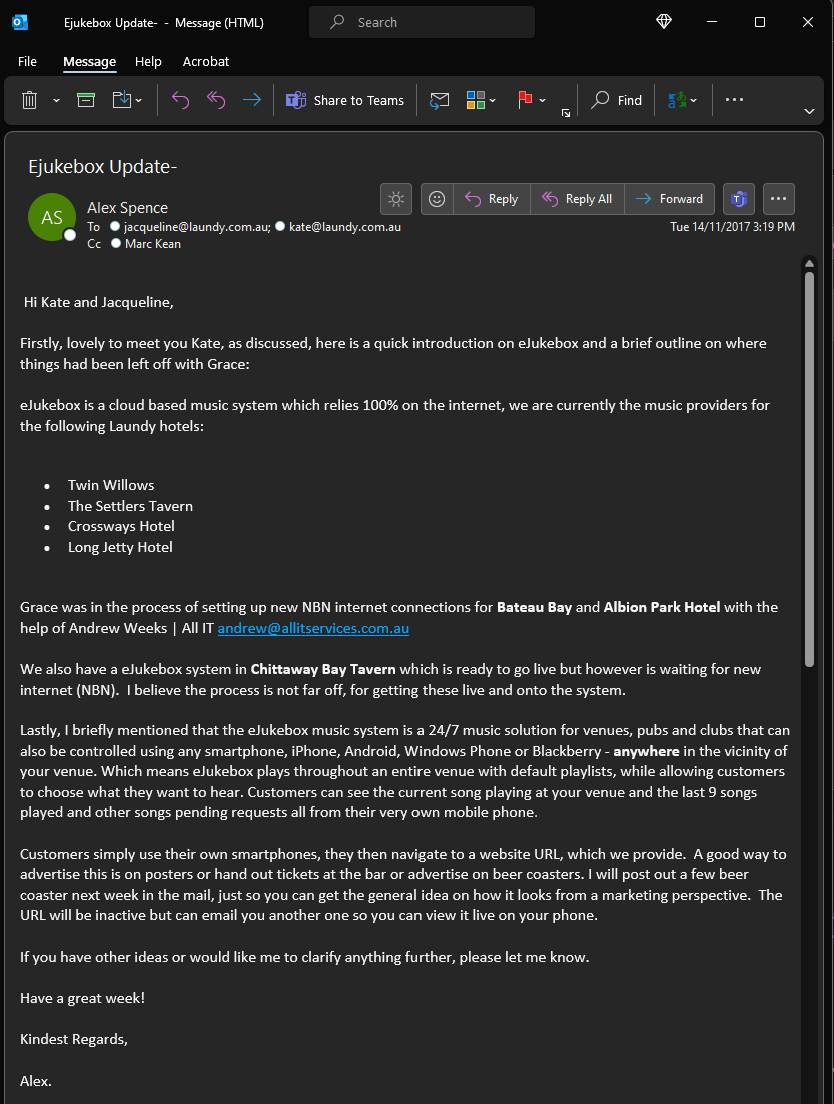 Ejukebox Update- - Message (HTML)
Search
File Message Help Acrobat
Share to Teams
Find
Ejukebox Update-
AS
Alex Spence
To jacqueline@laundy.com.au; kate@laundy.com.au
Cc Marc Kean
Reply Reply All Forward
Tue 14/11/2017 3:19 PM
Hi Kate and Jacqueline,
Firstly, lovely to meet you Kate, as discussed, here is a quick introduction on eJukebox and a brief outline on where
things had been left off with Grace:
eJukebox is a cloud based music system which relies 100% on the internet, we are currently the music providers for
the following Laundy hotels:
• Twin Willows
• The Settlers Tavern
• Crossways Hotel
• Long Jetty Hotel
Grace was in the process of setting up new NBN internet connections for Bateau Bay and Albion Park Hotel with the
help of Andrew Weeks | All IT andrew@allitservices.com.au
We also have a eJukebox system in Chittaway Bay Tavern which is ready to go live but however is waiting for new
internet (NBN).  I believe the process is not far off, for getting these live and onto the system.
Lastly, I briefly mentioned that the eJukebox music system is a 24/7 music solution for venues, pubs and clubs that can
also be controlled using any smartphone, iPhone, Android, Windows Phone or Blackberry - anywhere in the vicinity of
your venue. Which means eJukebox plays throughout an entire venue with default playlists, while allowing customers
to choose what they want to hear. Customers can see the current song playing at your venue and the last 9 songs
played and other songs pending requests all from their very own mobile phone.
Customers simply use their own smartphones, they then navigate to a website URL, which we provide.  A good way to
advertise this is on posters or hand out tickets at the bar or advertise on beer coasters. I will post out a few beer
coaster next week in the mail, just so you can get the general idea on how it looks from a marketing perspective.  The
URL will be inactive but can email you another one so you can view it live on your phone.
If you have other ideas or would like me to clarify anything further, please let me know.
Have a great week!
Kindest Regards,
Alex.